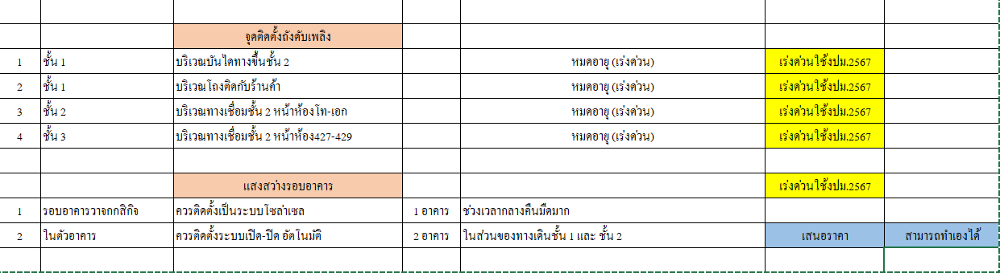 จุดติดตั้งถังดับเพลิง
1 ชั้น 1 บริเวณบันไดทางขึ้นชั้น 2 หมดอายุ (เร่งด่วน) เร่งด่วนใช้งปม.2567
2 ชั้น 1 บริเวณโถงติดกับร้านค้า หมดอายุ (เร่งด่วน) เร่งด่วนใช้งปม.2567
3 ชั้น 2 บริเวณทางเชื่อมชั้น 2 หน้าห้องโท-เอก หมดอายุ (เร่งด่วน) เร่งด่วนใช้งปม.2567
4 ชั้น 3 บริเวณทางเชื่อมชั้น 2 หน้าห้อง427-429 หมดอายุ (เร่งด่วน) เร่งด่วนใช้งปม.2567
แสงสว่างรอบอาคาร เร่งด่วนใช้งปม.2567
1 รอบอาคารวาจกกสิกิจ ควรติดตั้งเป็นระบบโซล่าเซล 1 อาคาร ช่วงเวลากลางคืนมืดมาก
2 ในตัวอาคาร ควรติดตั้งระบบเปิด-ปิด อัตโนมัติ 2 อาคาร ในส่วนของทางเดินชั้น 1 และ ชั้น 2 เสนอราคา สามารถทำเองได้